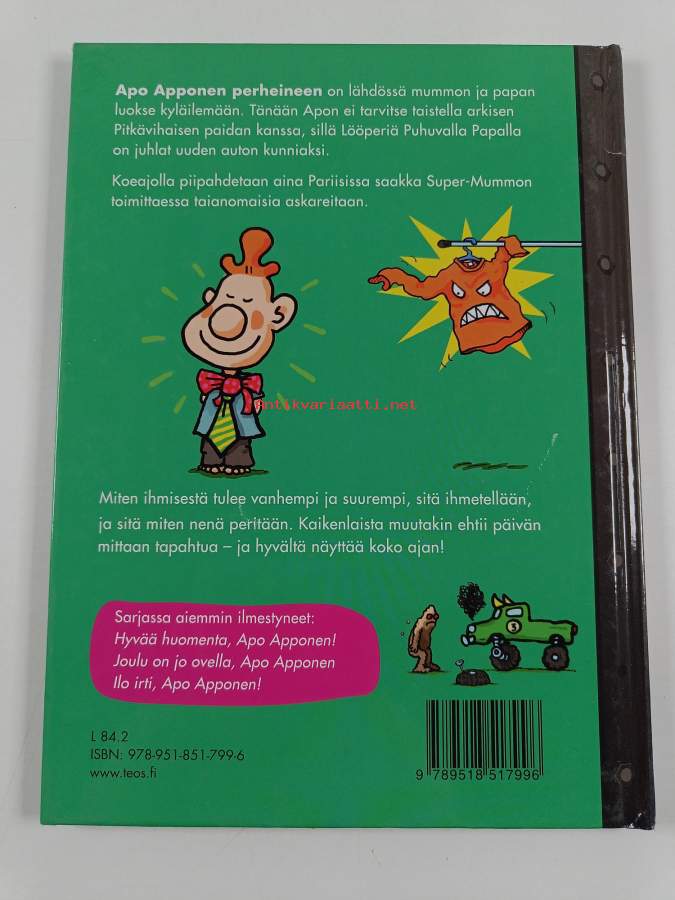 Apo Apponen perheineen on lähdössä mummon ja papan
luokse kyläilemään. Tänään Apon ei tarvitse taistella arkisen
Pitkävihaisen paidan kanssa, sillä Lööperiä Puhuvalla Papalla
on juhlat uuden auton kunniaksi.
Koeajolla piipahdetaan aina Pariisissa saakka Super-Mummon
toimittaessa taianomaisia askareitaan.
Antikvariaatti.net
Miten ihmisestä tulee vanhempi ja suurempi, sitä ihmetellään,
ja sitä miten nenä peritään. Kaikenlaista muutakin ehtii päivän
mittaan tapahtua – ja hyvältä näyttää koko ajan!
Sarjassa aiemmin ilmestyneet:
Hyvää huomenta, Apo Apponen!
Joulu on jo ovella, Apo Apponen
Ilo irti, Apo Apponen!
L 84.2
ISBN: 978-951-851-799-6
www.teos.fi
9 789518 517996